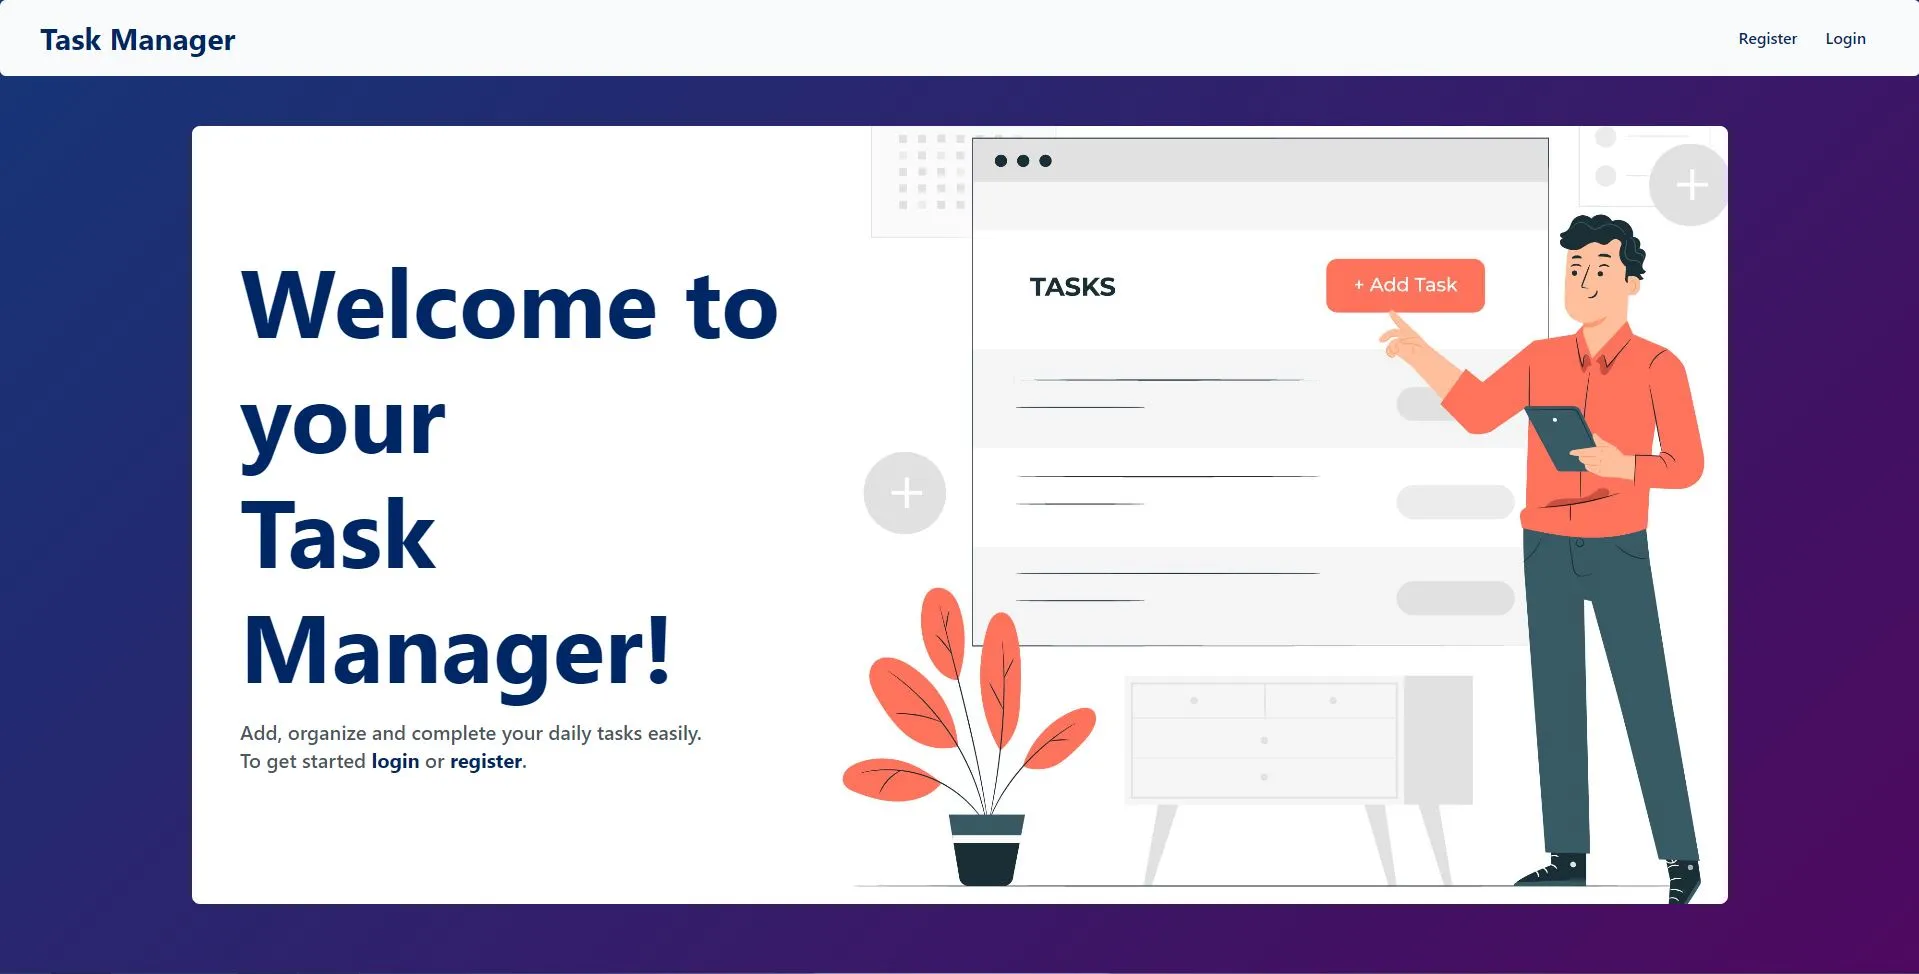 Task Manager
Register
Login
Welcome to
your
Task
Manager!
Add, organize and complete your daily tasks easily.
To get started login or register.
TASKS
+ Add Task